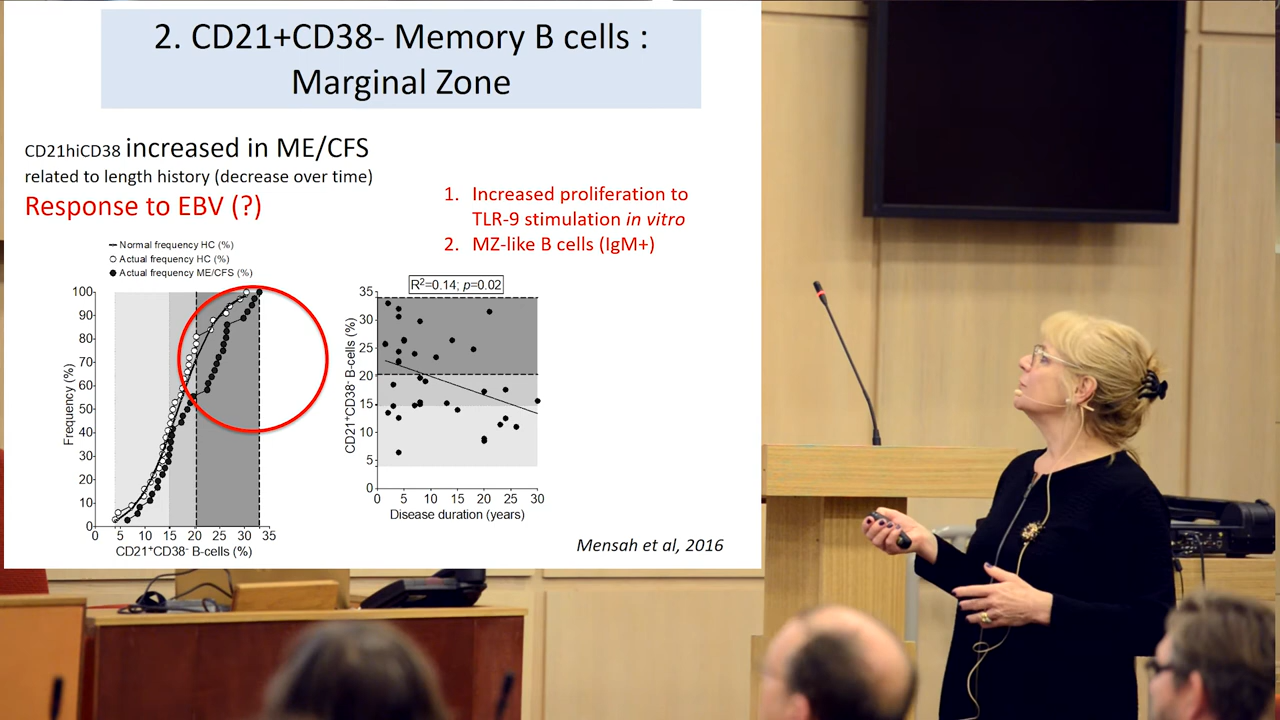 2. CD21+CD38- Memory B cells :
Marginal Zone
CD21hiCD38 increased in ME/CFS
related to length history (decrease over time)
Response to EBV (?)
1. Increased proliferation to
TLR-9 stimulation in vitro
2. MZ-like B cells (IgM+)
Normal frequency HC (%)
Actual frequency HC (%)
Actual frequency ME/CFS (%)
Frequency (%)
100
90
80
70
60
50
40
30
20
10
0
0 5 10 15 20 25 30 35
CD21⁺CD38⁻ B-cells (%)
R²=0.14; p=0.02
CD21⁺CD38⁻ B-cells (%)
35
30
25
20
15
10
5
0
1 5 10 15 20 25 30
Disease duration (years)
Mensah et al, 2016